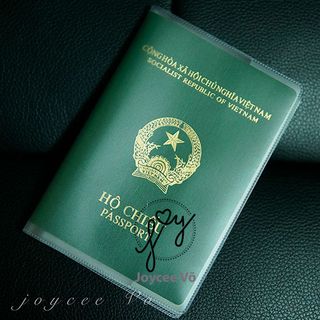 CỘNG HÒA XÃ HỘI CHỦ NGHĨA VIỆT NAM
SOCIALIST REPUBLIC OF VIETNAM
HỘ CHIẾU
PASSPORT
joy
Joycee Võ
joycee Võ